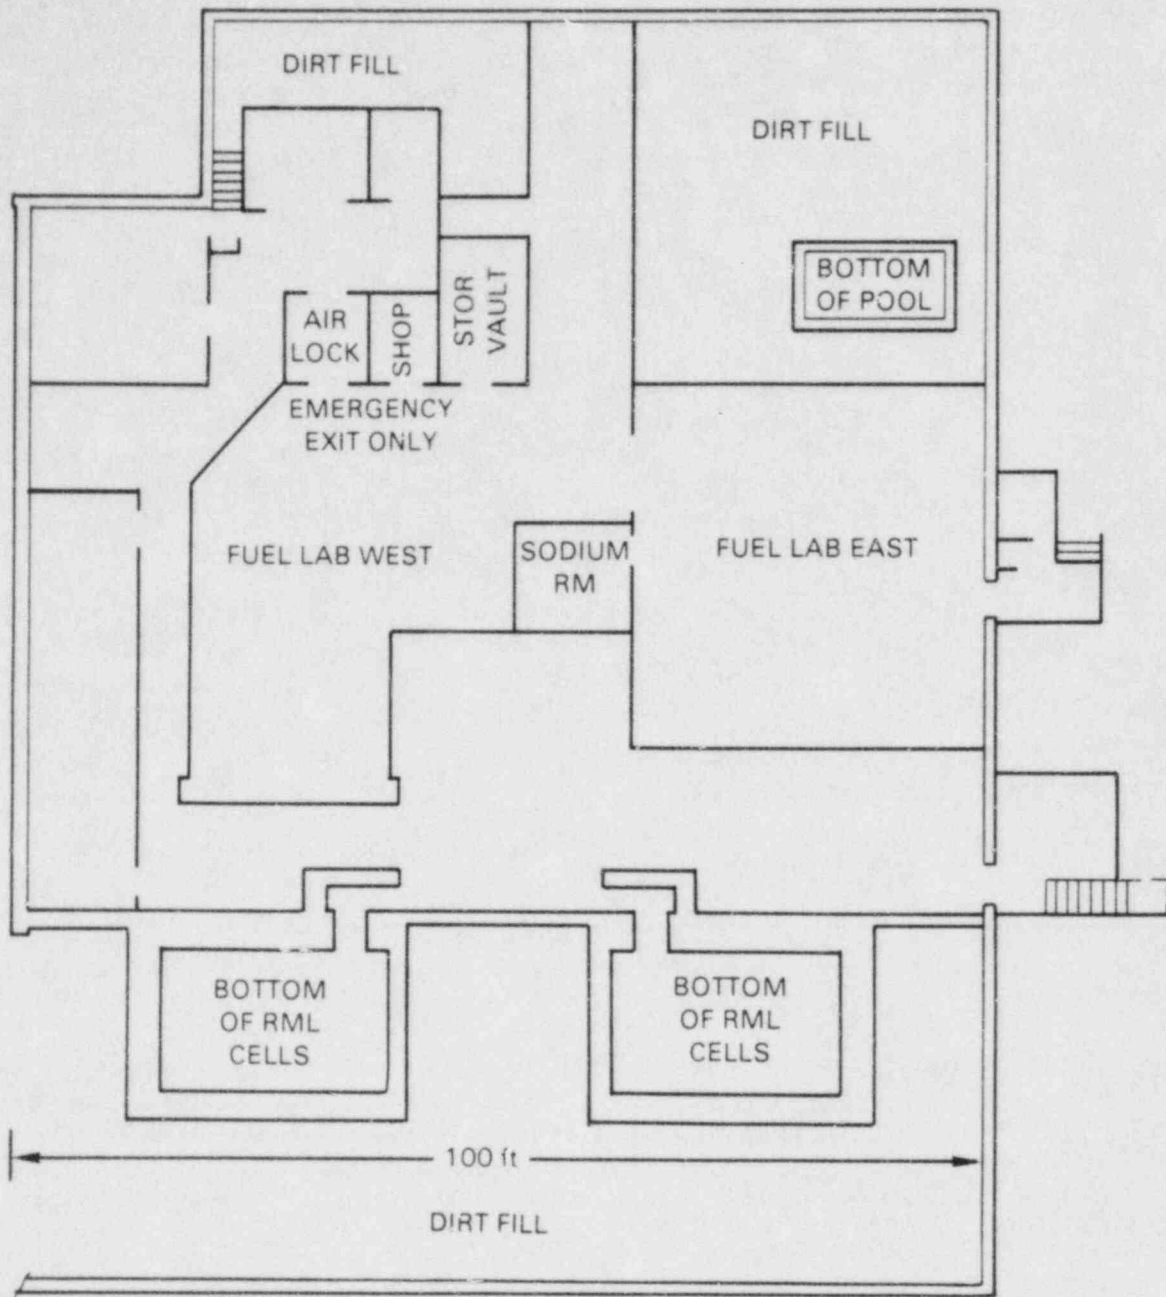 DIRT FILL
DIRT FILL
BOTTOM
OF POOL
AIR
LOCK
SHOP
STOR
VAULT
EMERGENCY
EXIT ONLY
FUEL LAB WEST
SODIUM
RM
FUEL LAB EAST
BOTTOM
OF RML
CELLS
BOTTOM
OF RML
CELLS
100 ft
DIRT FILL